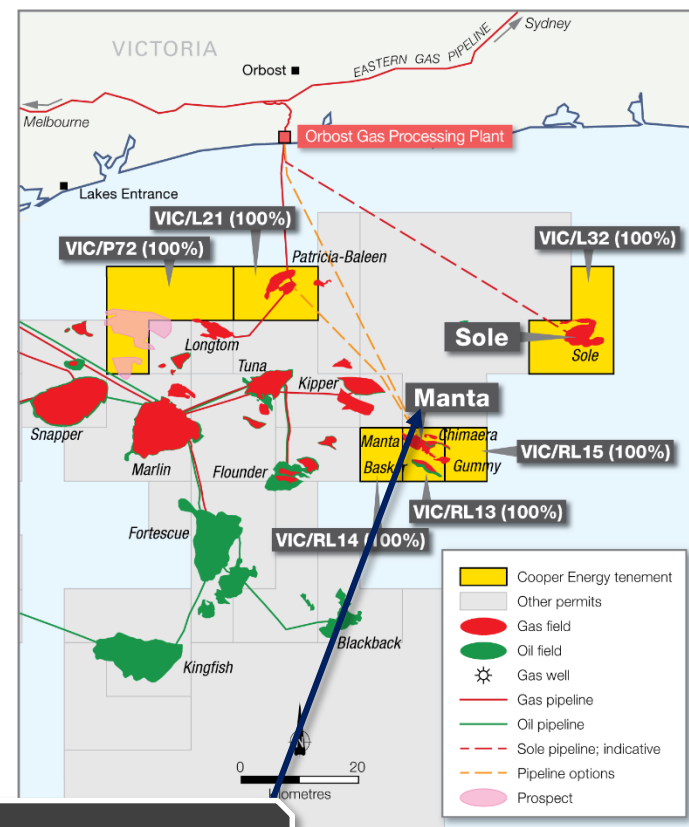 VICTORIA
Sydney
EASTERN GAS PIPELINE
Orbost
Melbourne
Orbost Gas Processing Plant
Lakes Entrance
VIC/L21 (100%)
VIC/P72 (100%)
VIC/L32 (100%)
Patricia-Baleen
Longtom
Sole
Sole
Tuna
Kipper
Manta
Snapper
Marlin
Manta
Chimaera
VIC/RL15 (100%)
Flounder
Gummy
VIC/RL13 (100%)
Fortescue
VIC/RL14 (100%)
Blackback
Kingfish
Cooper Energy tenement
Other permits
Gas field
Oil field
Gas well
Gas pipeline
Oil pipeline
Sole pipeline; indicative
Pipeline options
Prospect
0
20
Kilometres